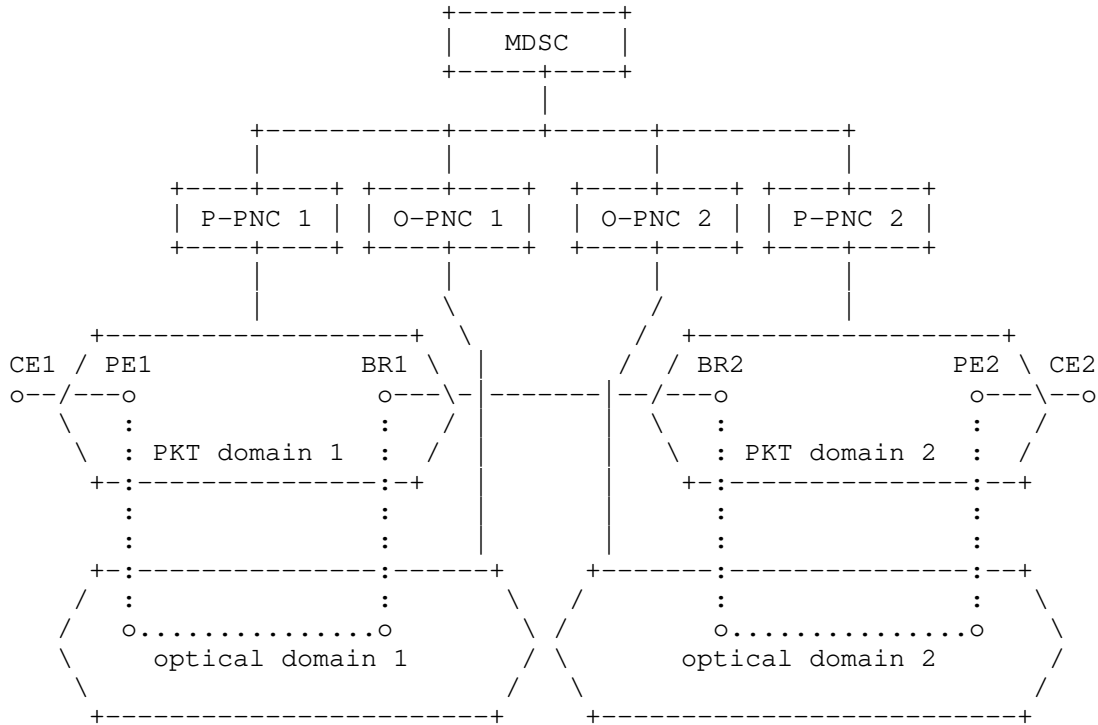 MDSC
P-PNC 1 O-PNC 1 O-PNC 2 P-PNC 2
CE1 PE1 BR1 BR2 PE2 CE2
PKT domain 1 PKT domain 2
optical domain 1 optical domain 2